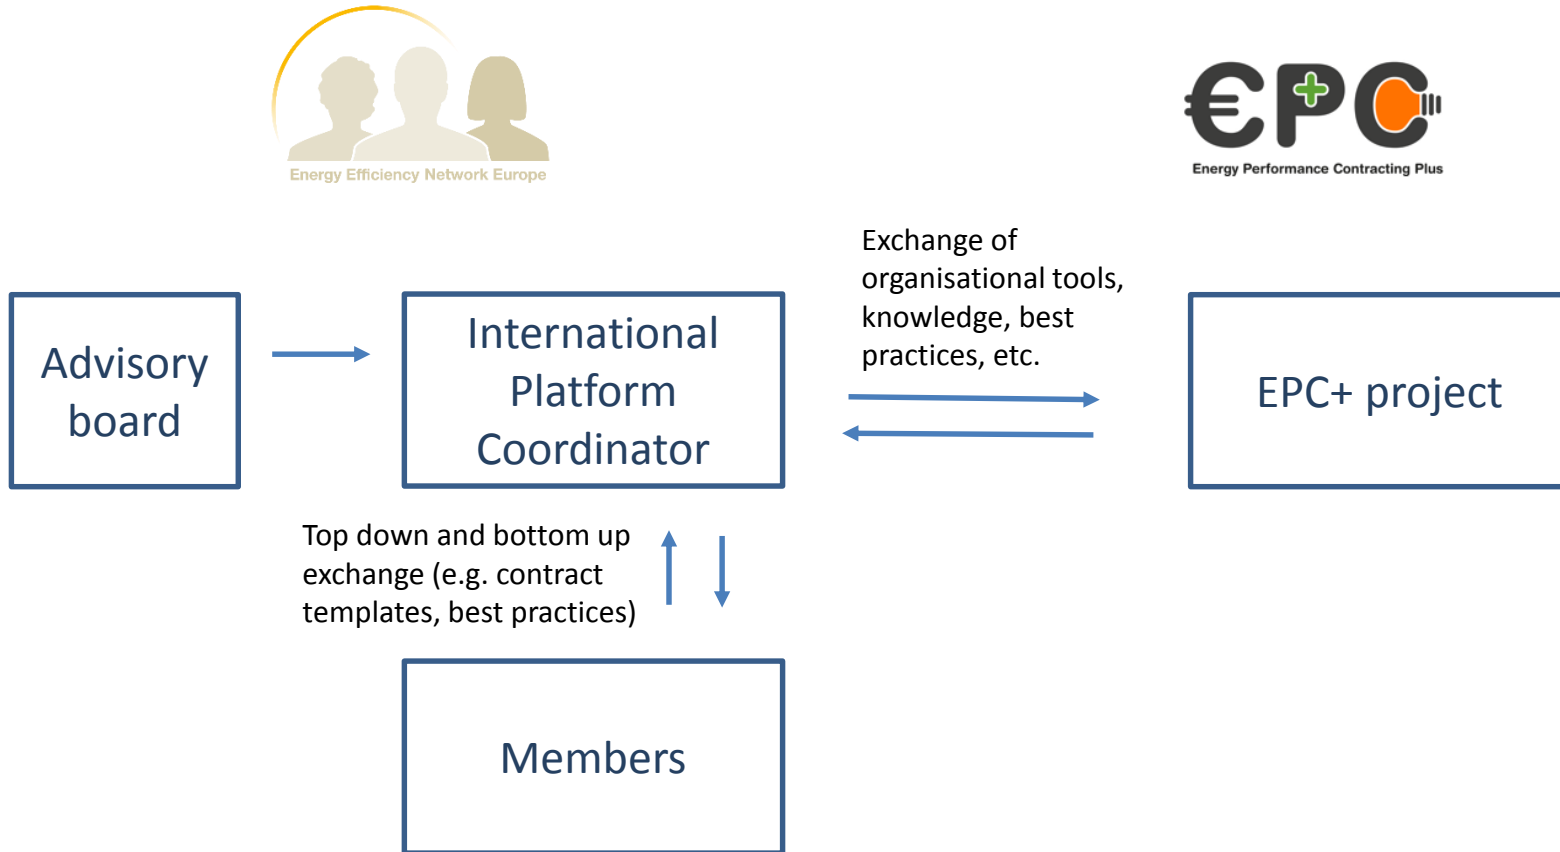 Energy Efficiency Network Europe
€P+C
Energy Performance Contracting Plus
Advisory
board
International
Platform
Coordinator
Exchange of
organisational tools,
knowledge, best
practices, etc.
EPC+ project
Top down and bottom up
exchange (e.g. contract
templates, best practices)
Members